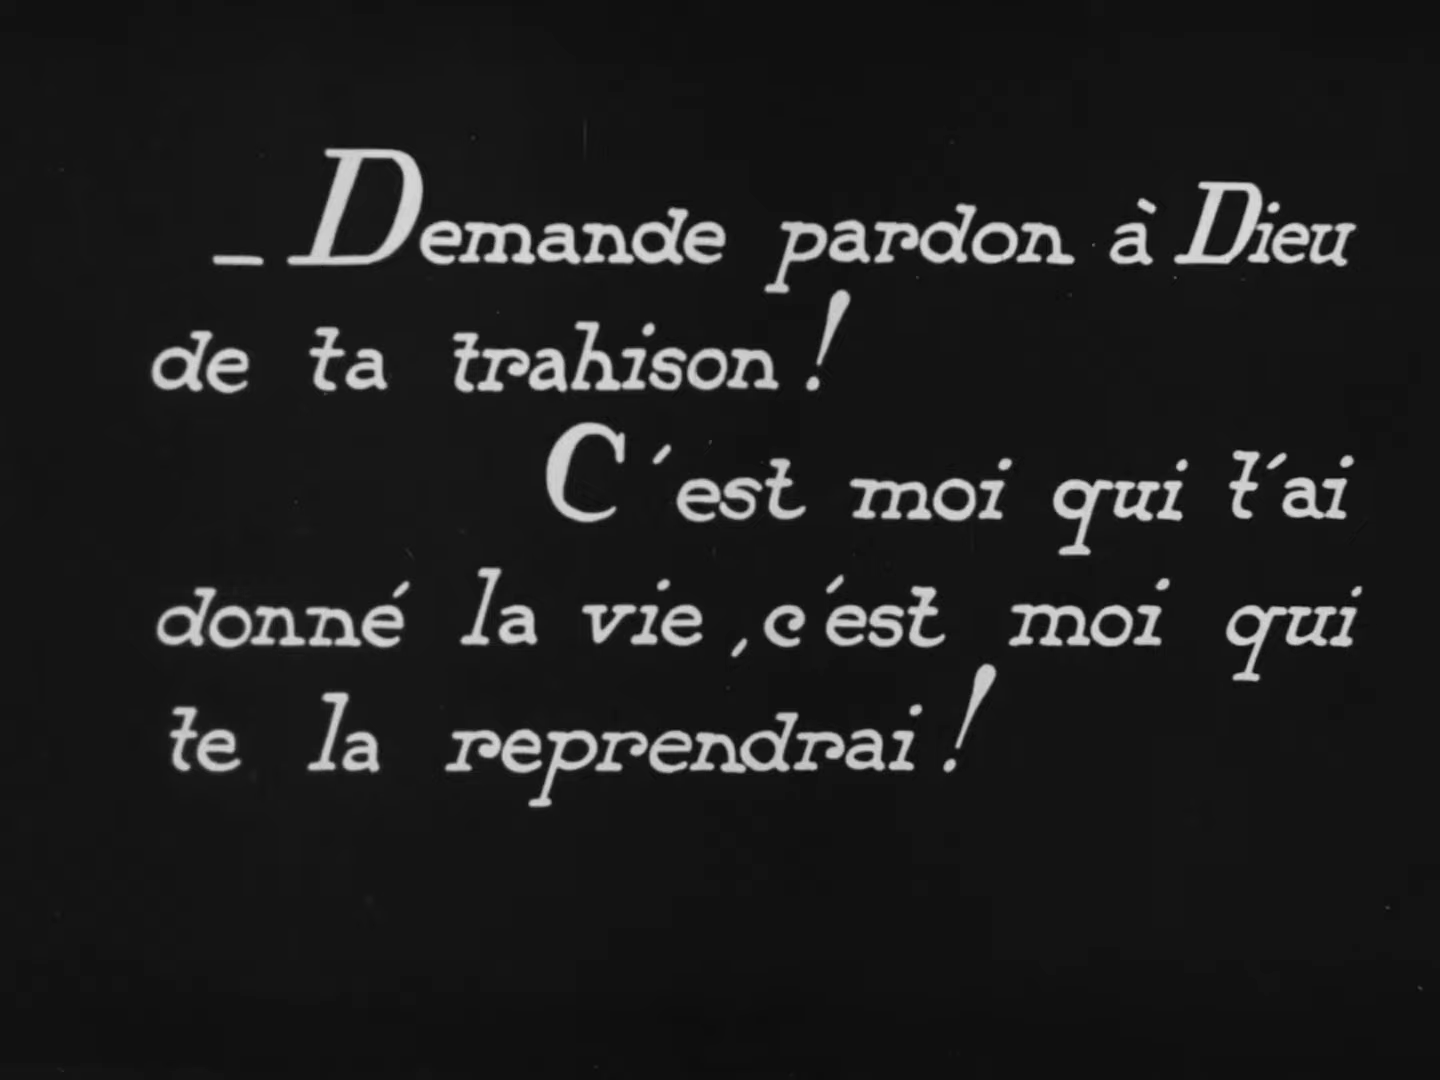 _Demande pardon à Dieu
de ta trahison !
C'est moi qui t'ai
donné la vie, c'est moi qui
te la reprendrai !